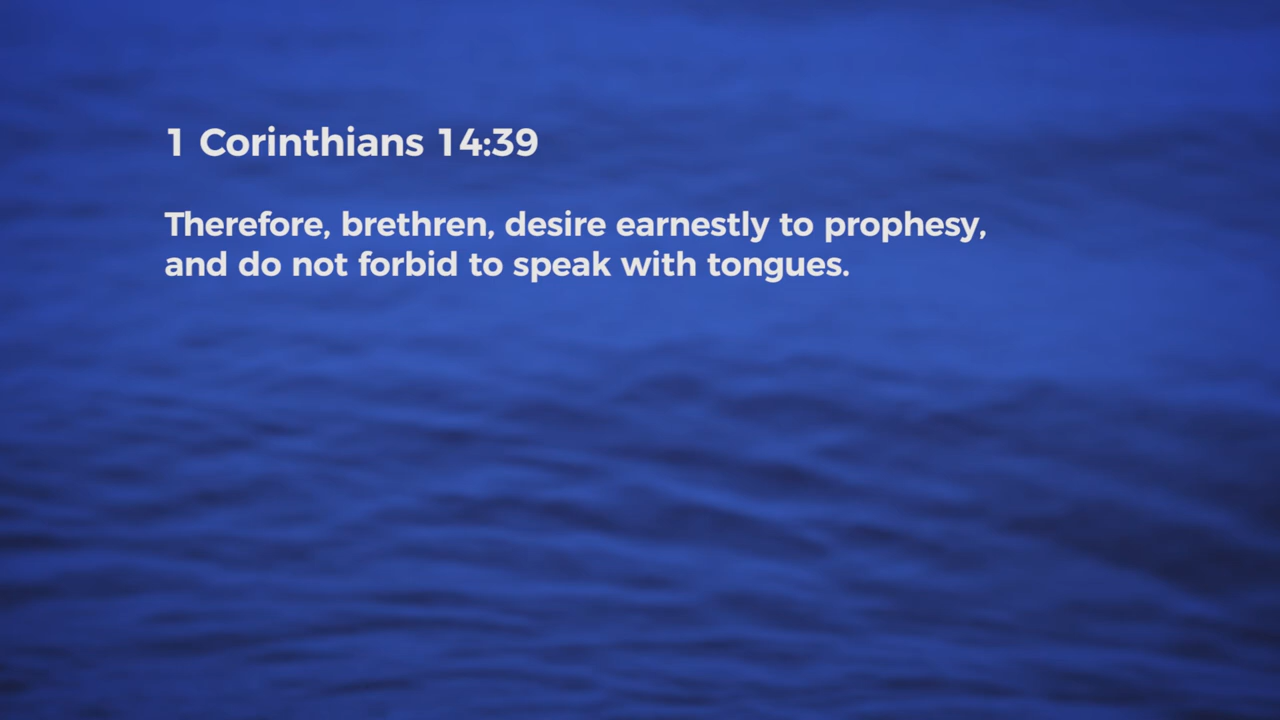 1 Corinthians 14:39
Therefore, brethren, desire earnestly to prophesy,
and do not forbid to speak with tongues.